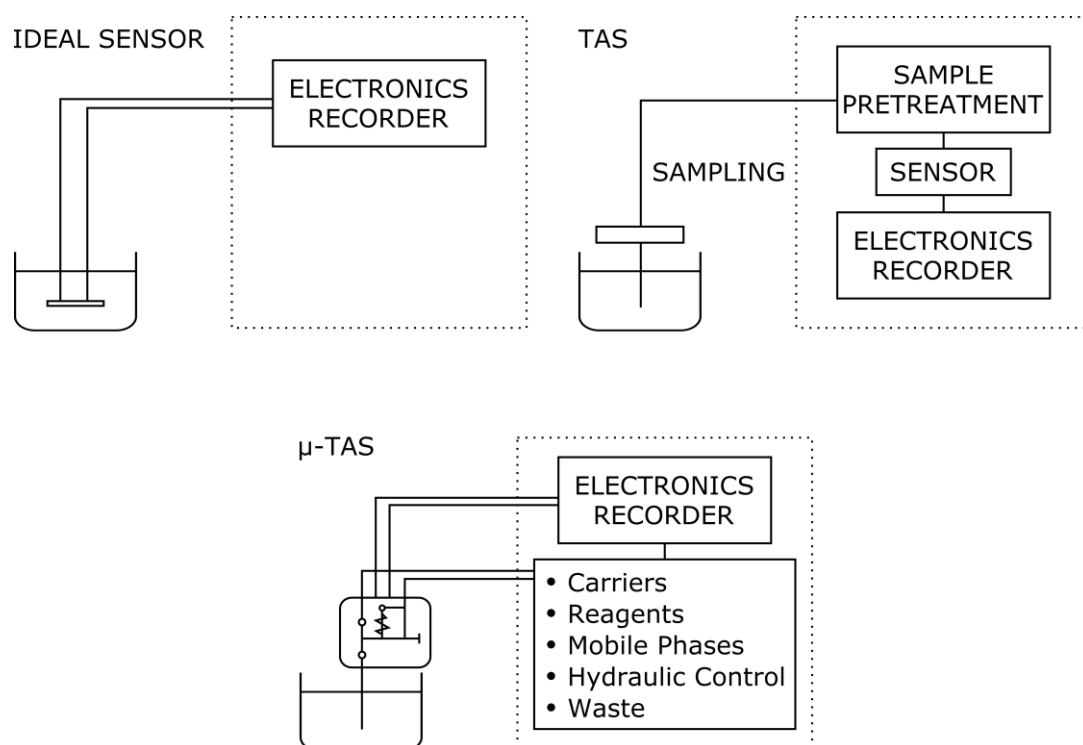 IDEAL SENSOR
ELECTRONICS
RECORDER
TAS
SAMPLING
SAMPLE
PRETREATMENT
SENSOR
ELECTRONICS
RECORDER
µ-TAS
ELECTRONICS
RECORDER
• Carriers
• Reagents
• Mobile Phases
• Hydraulic Control
• Waste